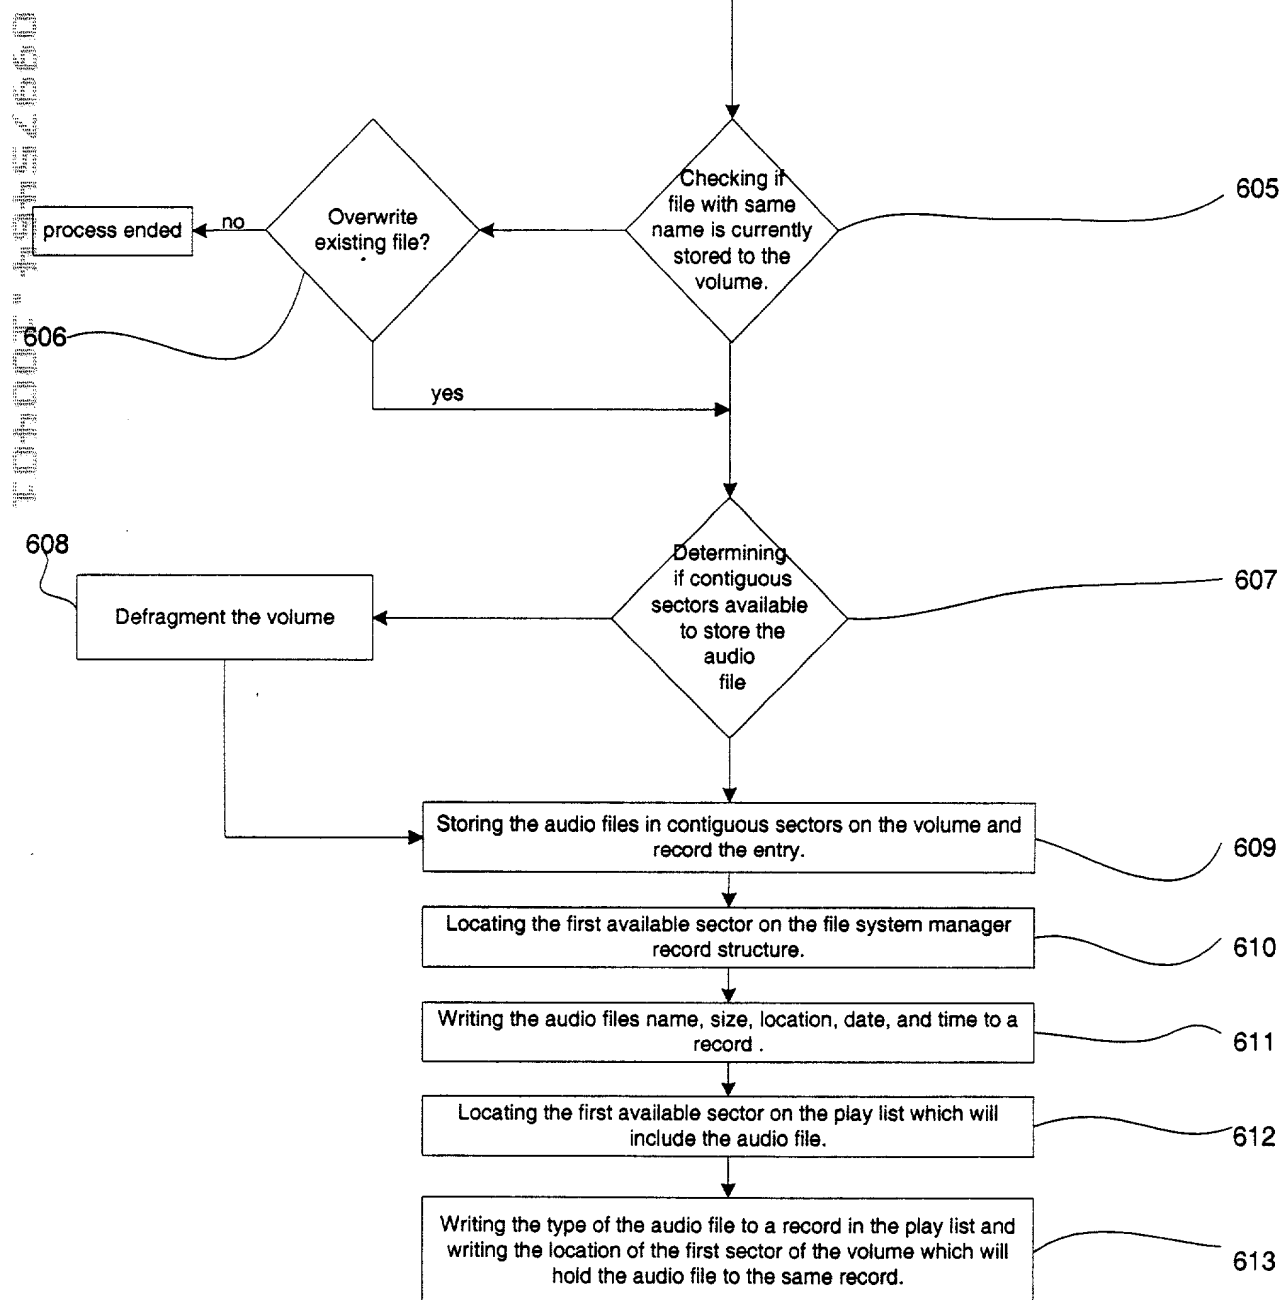 Checking if
file with same
name is currently
stored to the
volume.
605
Overwrite
existing file?
no
process ended
606
yes
Determining
if contiguous
sectors available
to store the
audio
file
607
608
Defragment the volume
Storing the audio files in contiguous sectors on the volume and
record the entry.
609
Locating the first available sector on the file system manager
record structure.
610
Writing the audio files name, size, location, date, and time to a
record .
611
Locating the first available sector on the play list which will
include the audio file.
612
Writing the type of the audio file to a record in the play list and
writing the location of the first sector of the volume which will
hold the audio file to the same record.
613